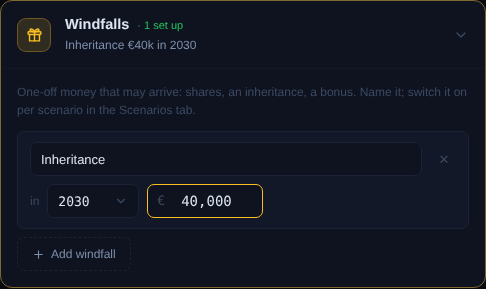 Windfalls · 1 set up
Inheritance €40k in 2030
One-off money that may arrive: shares, an inheritance, a bonus. Name it; switch it on
per scenario in the Scenarios tab.
Inheritance ×
in 2030 € 40,000
+ Add windfall